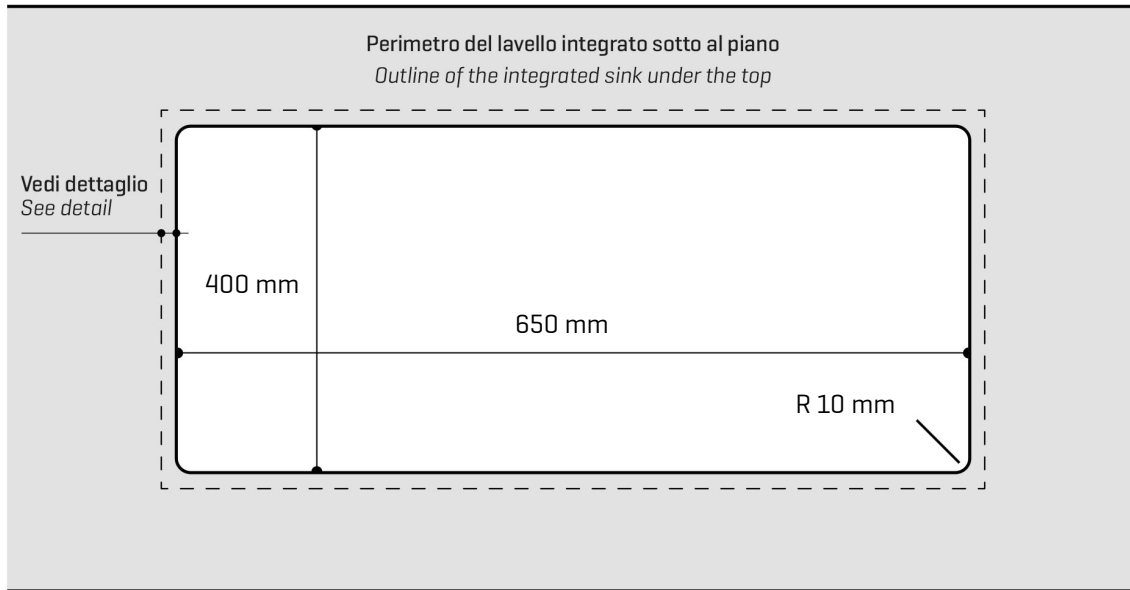 Perimetro del lavello integrato sotto al piano
Outline of the integrated sink under the top
Vedi dettaglio
See detail
400 mm
650 mm
R 10 mm